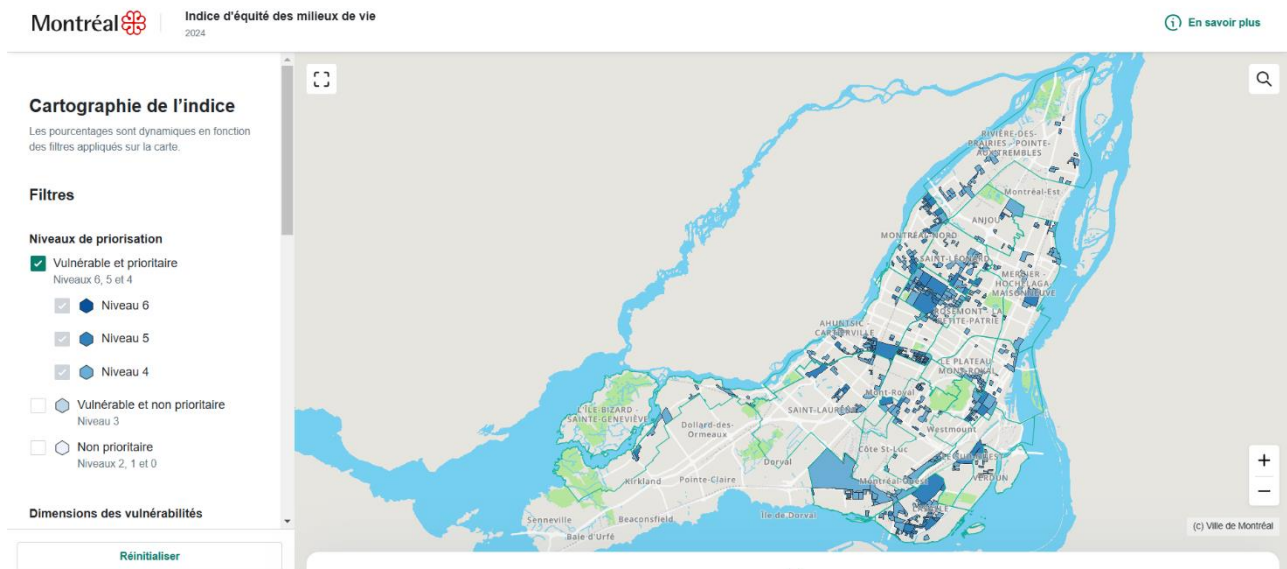 Montréal
Indice d'équité des milieux de vie
2024
En savoir plus
Cartographie de l'indice
Les pourcentages sont dynamiques en fonction
des filtres appliqués sur la carte.
Filtres
Niveaux de priorisation
Vulnérable et prioritaire
Niveaux 6, 5 et 4
Niveau 6
Niveau 5
Niveau 4
Vulnérable et non prioritaire
Niveau 3
Non prioritaire
Niveaux 2, 1 et 0
Dimensions des vulnérabilités
Réinitialiser
RIVIÈRE-DES-
PRAIRIES - POINTE-
AUX-TREMBLES
Montréal-Est
ANJOU
MONTRÉAL-NORD
SAINT-LÉONARD
MERCIER -
HOCHELAGA-
MAISONNEUVE
ROSEMONT - LA
PETITE-PATRIE
AHUNTSIC -
CARTIERVILLE
LE PLATEAU-
MONT-ROYAL
Mont-Royal
SAINT-LAURENT
L'ÎLE-BIZARD -
SAINTE-GENEVIÈVE
Dollard-des-
Ormeaux
Westmount
Côte St-Luc
Dorval
VERDUN
Kirkland
Pointe-Claire
Montréal-Ouest
LASALLE
Île-de-Dorval
Senneville
Beaconsfield
Baie d'Urfé
+
−
(c) Ville de Montréal